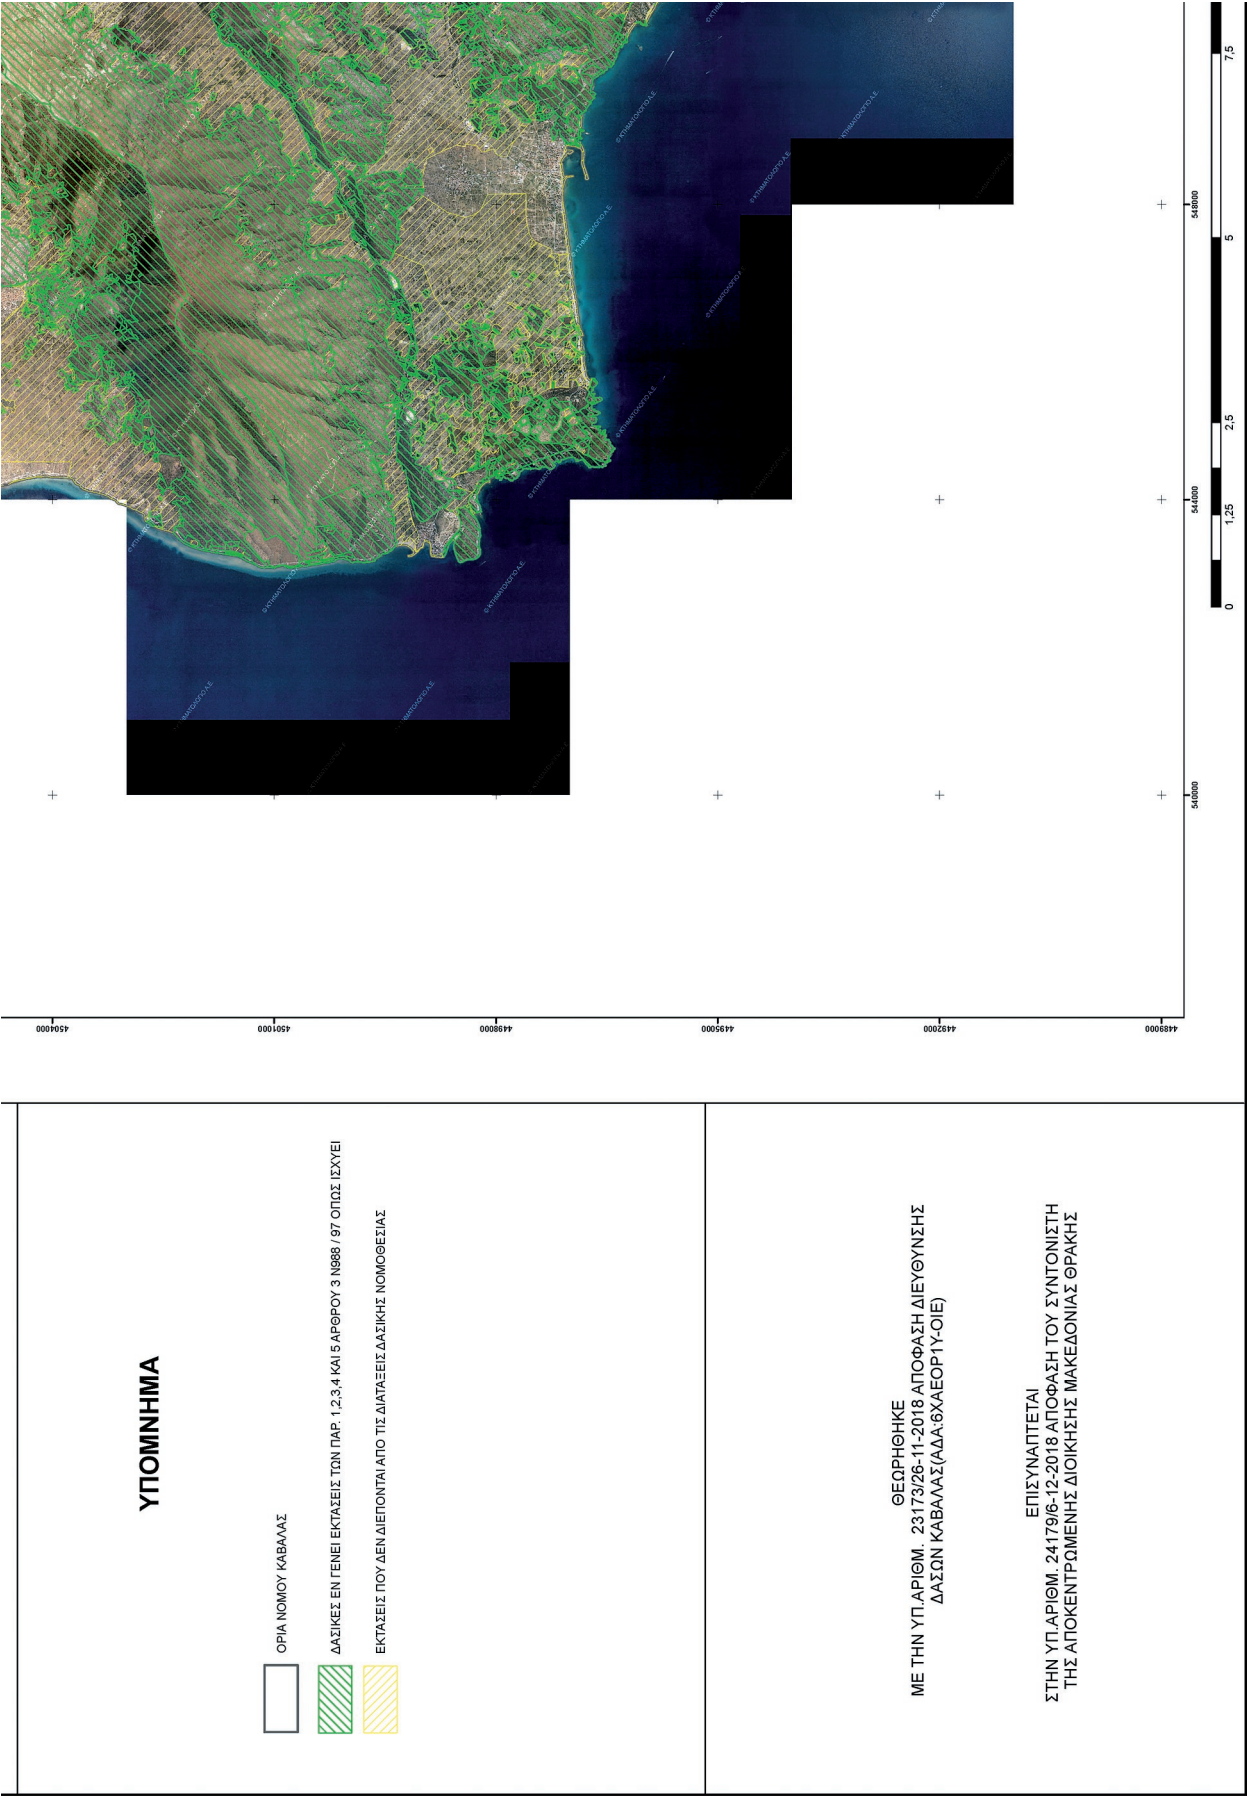 © ΚΤΗΜΑΤΟΛΟΓΙΟ Α.Ε.
4504000
4501000
4498000
4495000
4492000
4489000
540000
544000
548000
0
1,25
2,5
5
7,5
ΥΠΟΜΝΗΜΑ
ΟΡΙΑ ΝΟΜΟΥ ΚΑΒΑΛΑΣ
ΔΑΣΙΚΕΣ ΕΝ ΓΕΝΕΙ ΕΚΤΑΣΕΙΣ ΤΩΝ ΠΑΡ. 1,2,3,4 ΚΑΙ 5 ΑΡΘΡΟΥ 3 Ν988 / 97 ΟΠΩΣ ΙΣΧΥΕΙ
ΕΚΤΑΣΕΙΣ ΠΟΥ ΔΕΝ ΔΙΕΠΟΝΤΑΙ ΑΠΟ ΤΙΣ ΔΙΑΤΑΞΕΙΣ ΔΑΣΙΚΗΣ ΝΟΜΟΘΕΣΙΑΣ
ΘΕΩΡΗΘΗΚΕ
ΜΕ ΤΗΝ ΥΠ.ΑΡΙΘΜ. 23173/26-11-2018 ΑΠΟΦΑΣΗ ΔΙΕΥΘΥΝΣΗΣ
ΔΑΣΩΝ ΚΑΒΑΛΑΣ(ΑΔΑ:6ΧΑΕΟΡ1Υ-ΟΙΕ)
ΕΠΙΣΥΝΑΠΤΕΤΑΙ
ΣΤΗΝ ΥΠ.ΑΡΙΘΜ. 24179/6-12-2018 ΑΠΟΦΑΣΗ ΤΟΥ ΣΥΝΤΟΝΙΣΤΗ
ΤΗΣ ΑΠΟΚΕΝΤΡΩΜΕΝΗΣ ΔΙΟΙΚΗΣΗΣ ΜΑΚΕΔΟΝΙΑΣ ΘΡΑΚΗΣ